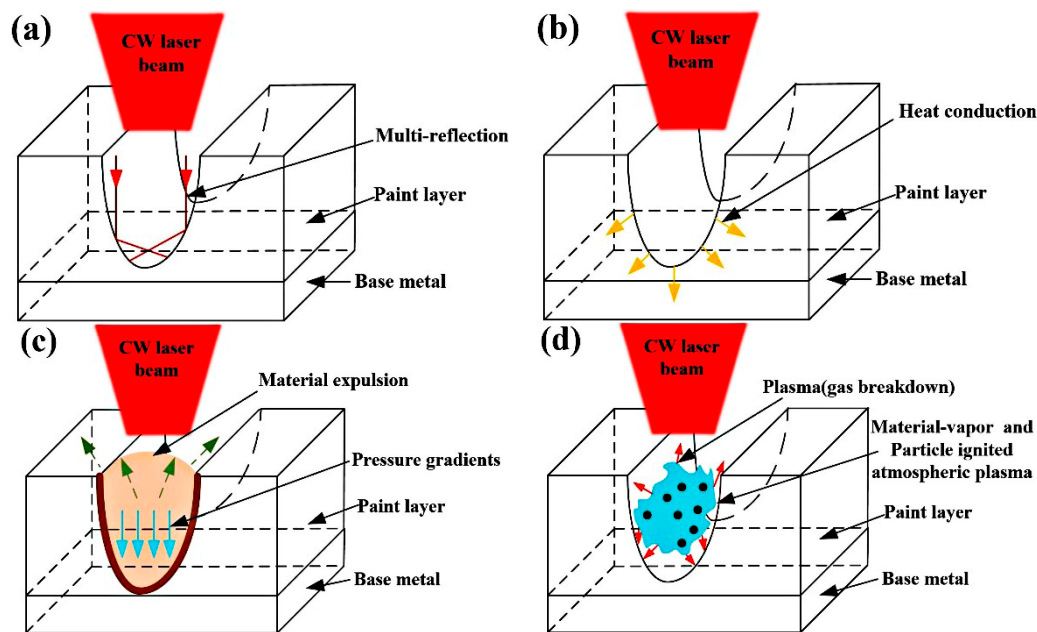 (a)
CW laser
beam
Multi-reflection
Paint layer
Base metal
(b)
CW laser
beam
Heat conduction
Paint layer
Base metal
(c)
CW laser
beam
Material expulsion
Pressure gradients
Paint layer
Base metal
(d)
CW laser
beam
Plasma(gas breakdown)
Material-vapor and
Particle ignited
atmospheric plasma
Paint layer
Base metal